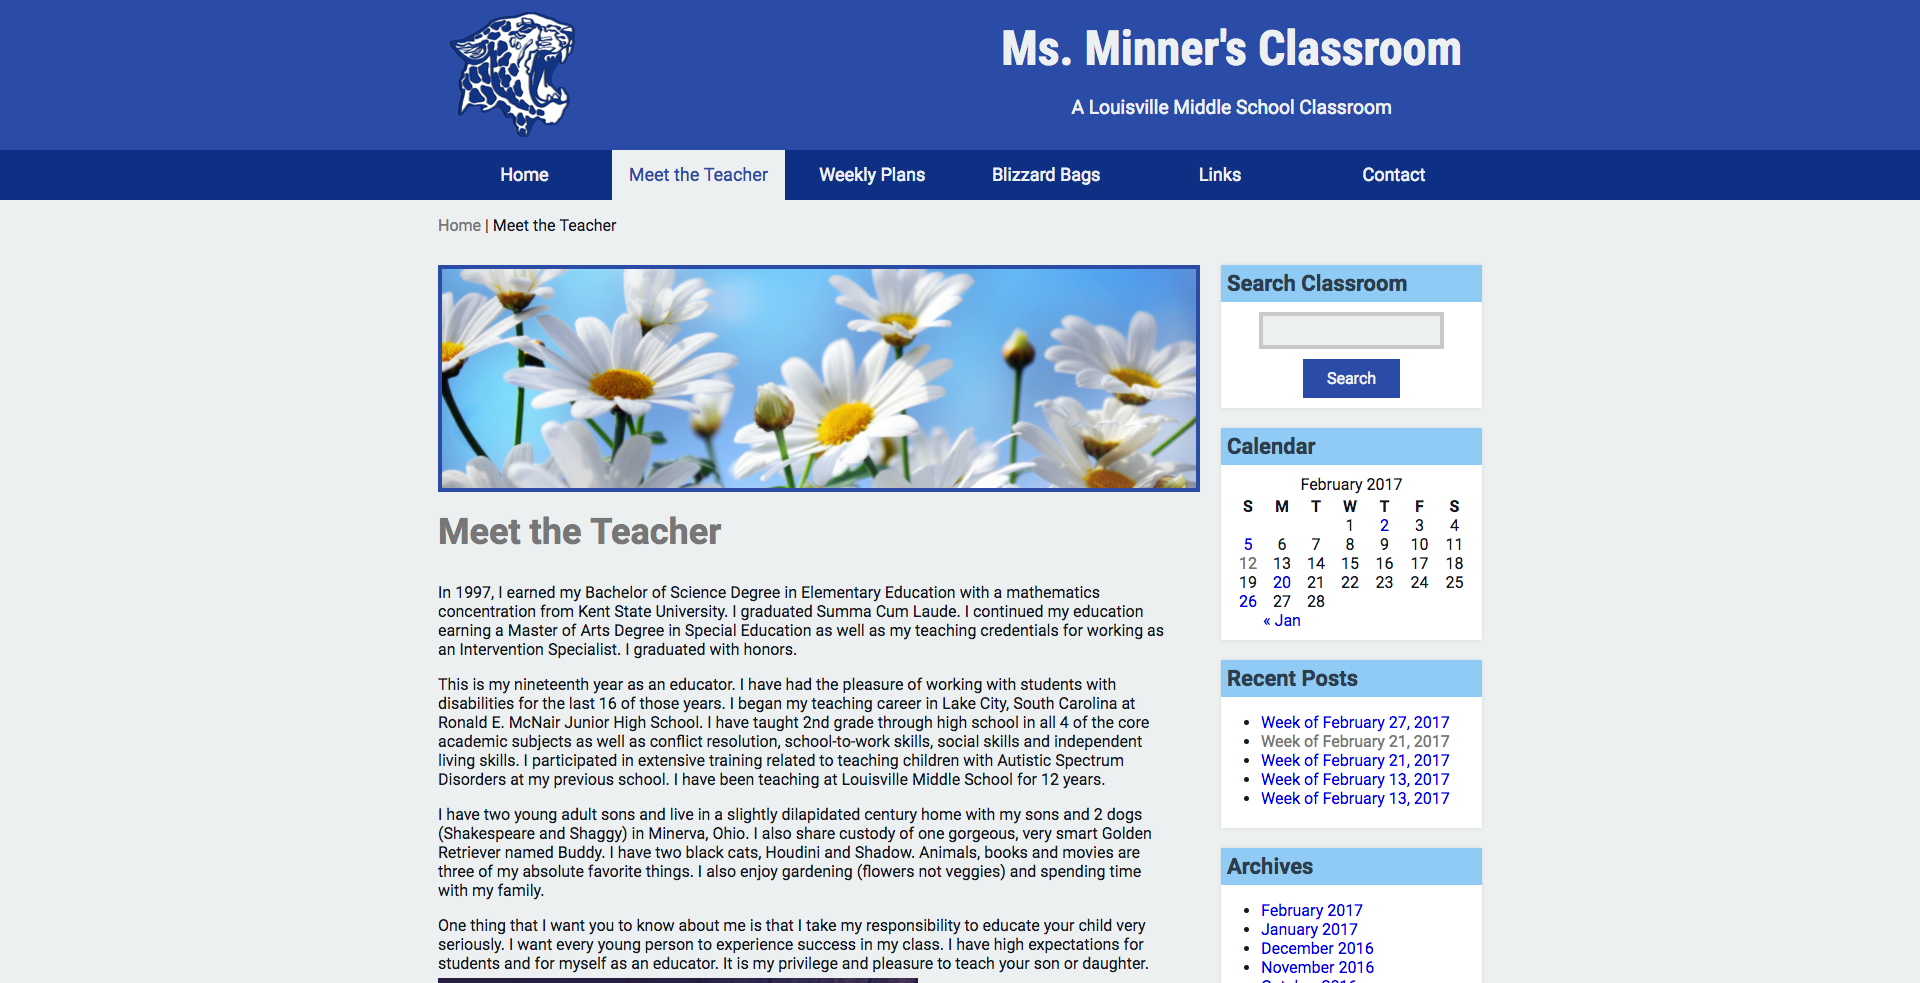 Ms. Minner's Classroom
A Louisville Middle School Classroom
Home
Meet the Teacher
Weekly Plans
Blizzard Bags
Links
Contact
Home | Meet the Teacher
Meet the Teacher
In 1997, I earned my Bachelor of Science Degree in Elementary Education with a mathematics
concentration from Kent State University. I graduated Summa Cum Laude. I continued my education
earning a Master of Arts Degree in Special Education as well as my teaching credentials for working as
an Intervention Specialist. I graduated with honors.
This is my nineteenth year as an educator. I have had the pleasure of working with students with
disabilities for the last 16 of those years. I began my teaching career in Lake City, South Carolina at
Ronald E. McNair Junior High School. I have taught 2nd grade through high school in all 4 of the core
academic subjects as well as conflict resolution, school-to-work skills, social skills and independent
living skills. I participated in extensive training related to teaching children with Autistic Spectrum
Disorders at my previous school. I have been teaching at Louisville Middle School for 12 years.
I have two young adult sons and live in a slightly dilapidated century home with my sons and 2 dogs
(Shakespeare and Shaggy) in Minerva, Ohio. I also share custody of one gorgeous, very smart Golden
Retriever named Buddy. I have two black cats, Houdini and Shadow. Animals, books and movies are
three of my absolute favorite things. I also enjoy gardening (flowers not veggies) and spending time
with my family.
One thing that I want you to know about me is that I take my responsibility to educate your child very
seriously. I want every young person to experience success in my class. I have high expectations for
students and for myself as an educator. It is my privilege and pleasure to teach your son or daughter.
Search Classroom
Search
Calendar
February 2017
S M T W T F S
1 2 3 4
5 6 7 8 9 10 11
12 13 14 15 16 17 18
19 20 21 22 23 24 25
26 27 28
« Jan
Recent Posts
Week of February 27, 2017
Week of February 21, 2017
Week of February 21, 2017
Week of February 13, 2017
Week of February 13, 2017
Archives
February 2017
January 2017
December 2016
November 2016
October 2016